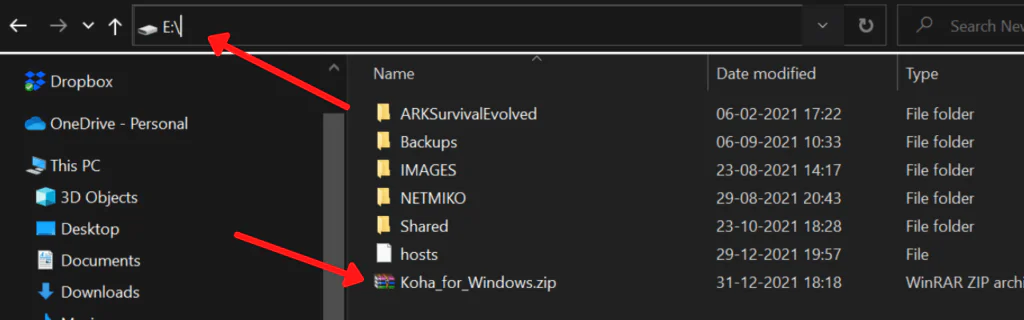 E:\
Search New
Dropbox
OneDrive - Personal
This PC
3D Objects
Desktop
Documents
Downloads
Name Date modified Type
ARKSurvivalEvolved 06-02-2021 17:22 File folder
Backups 06-09-2021 10:33 File folder
IMAGES 23-08-2021 14:17 File folder
NETMIKO 29-08-2021 20:43 File folder
Shared 23-10-2021 18:28 File folder
hosts 29-12-2021 19:57 File
Koha_for_Windows.zip 31-12-2021 18:18 WinRAR ZIP archi